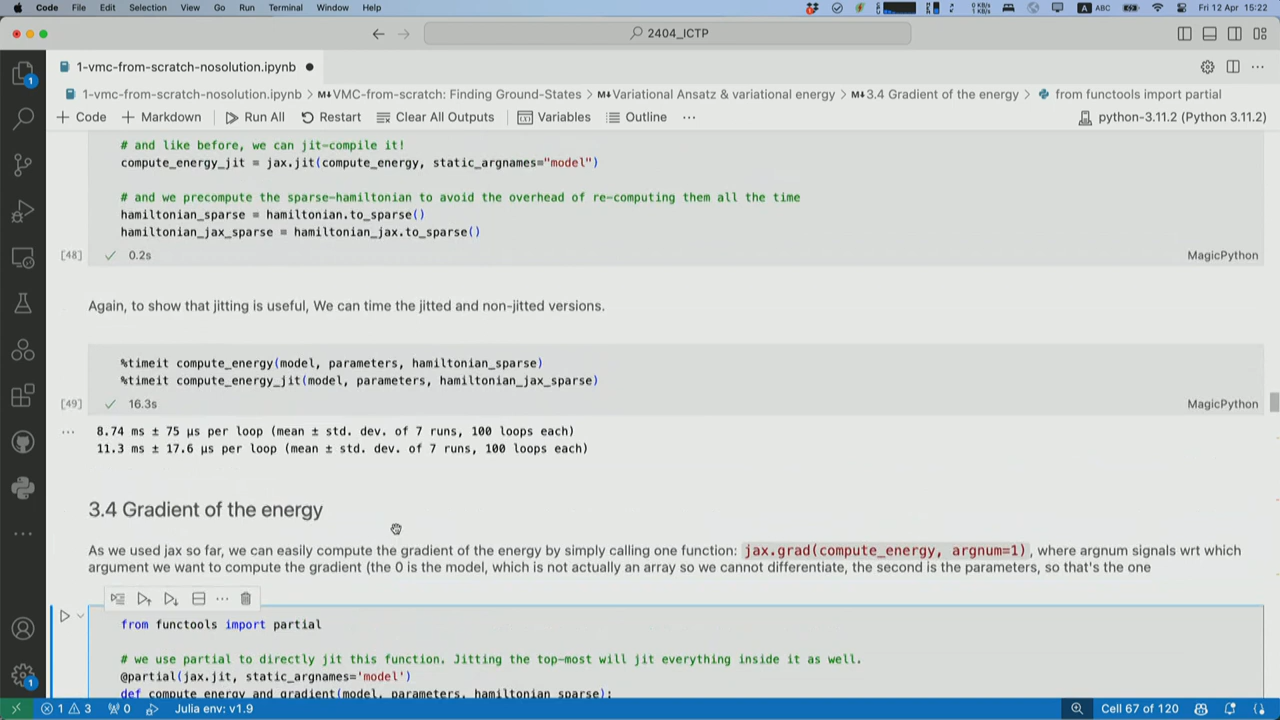 Code File Edit Selection View Go Run Terminal Window Help
0 KB/s
1 KB/s
A ABC
Fri 12 Apr 15:22
2404_ICTP
1-vmc-from-scratch-nosolution.ipynb
1-vmc-from-scratch-nosolution.ipynb > M↓VMC-from-scratch: Finding Ground-States > M↓Variational Ansatz & variational energy > M↓3.4 Gradient of the energy > from functools import partial
+ Code + Markdown Run All Restart Clear All Outputs Variables Outline ··· python-3.11.2 (Python 3.11.2)
# and like before, we can jit-compile it!
compute_energy_jit = jax.jit(compute_energy, static_argnames="model")
# and we precompute the sparse-hamiltonian to avoid the overhead of re-computing them all the time
hamiltonian_sparse = hamiltonian.to_sparse()
hamiltonian_jax_sparse = hamiltonian_jax.to_sparse()
[48] ✓ 0.2s MagicPython
Again, to show that jitting is useful, We can time the jitted and non-jitted versions.
%timeit compute_energy(model, parameters, hamiltonian_sparse)
%timeit compute_energy_jit(model, parameters, hamiltonian_jax_sparse)
[49] ✓ 16.3s MagicPython
··· 8.74 ms ± 75 µs per loop (mean ± std. dev. of 7 runs, 100 loops each)
11.3 ms ± 17.6 µs per loop (mean ± std. dev. of 7 runs, 100 loops each)
3.4 Gradient of the energy
As we used jax so far, we can easily compute the gradient of the energy by simply calling one function: jax.grad(compute_energy, argnum=1), where argnum signals wrt which
argument we want to compute the gradient (the 0 is the model, which is not actually an array so we cannot differentiate, the second is the parameters, so that's the one
from functools import partial
# we use partial to directly jit this function. Jitting the top-most will jit everything inside it as well.
@partial(jax.jit, static_argnames='model')
def compute_energy_and_gradient(model, parameters, hamiltonian_sparse):
1 3 0 Julia env: v1.9 Cell 67 of 120